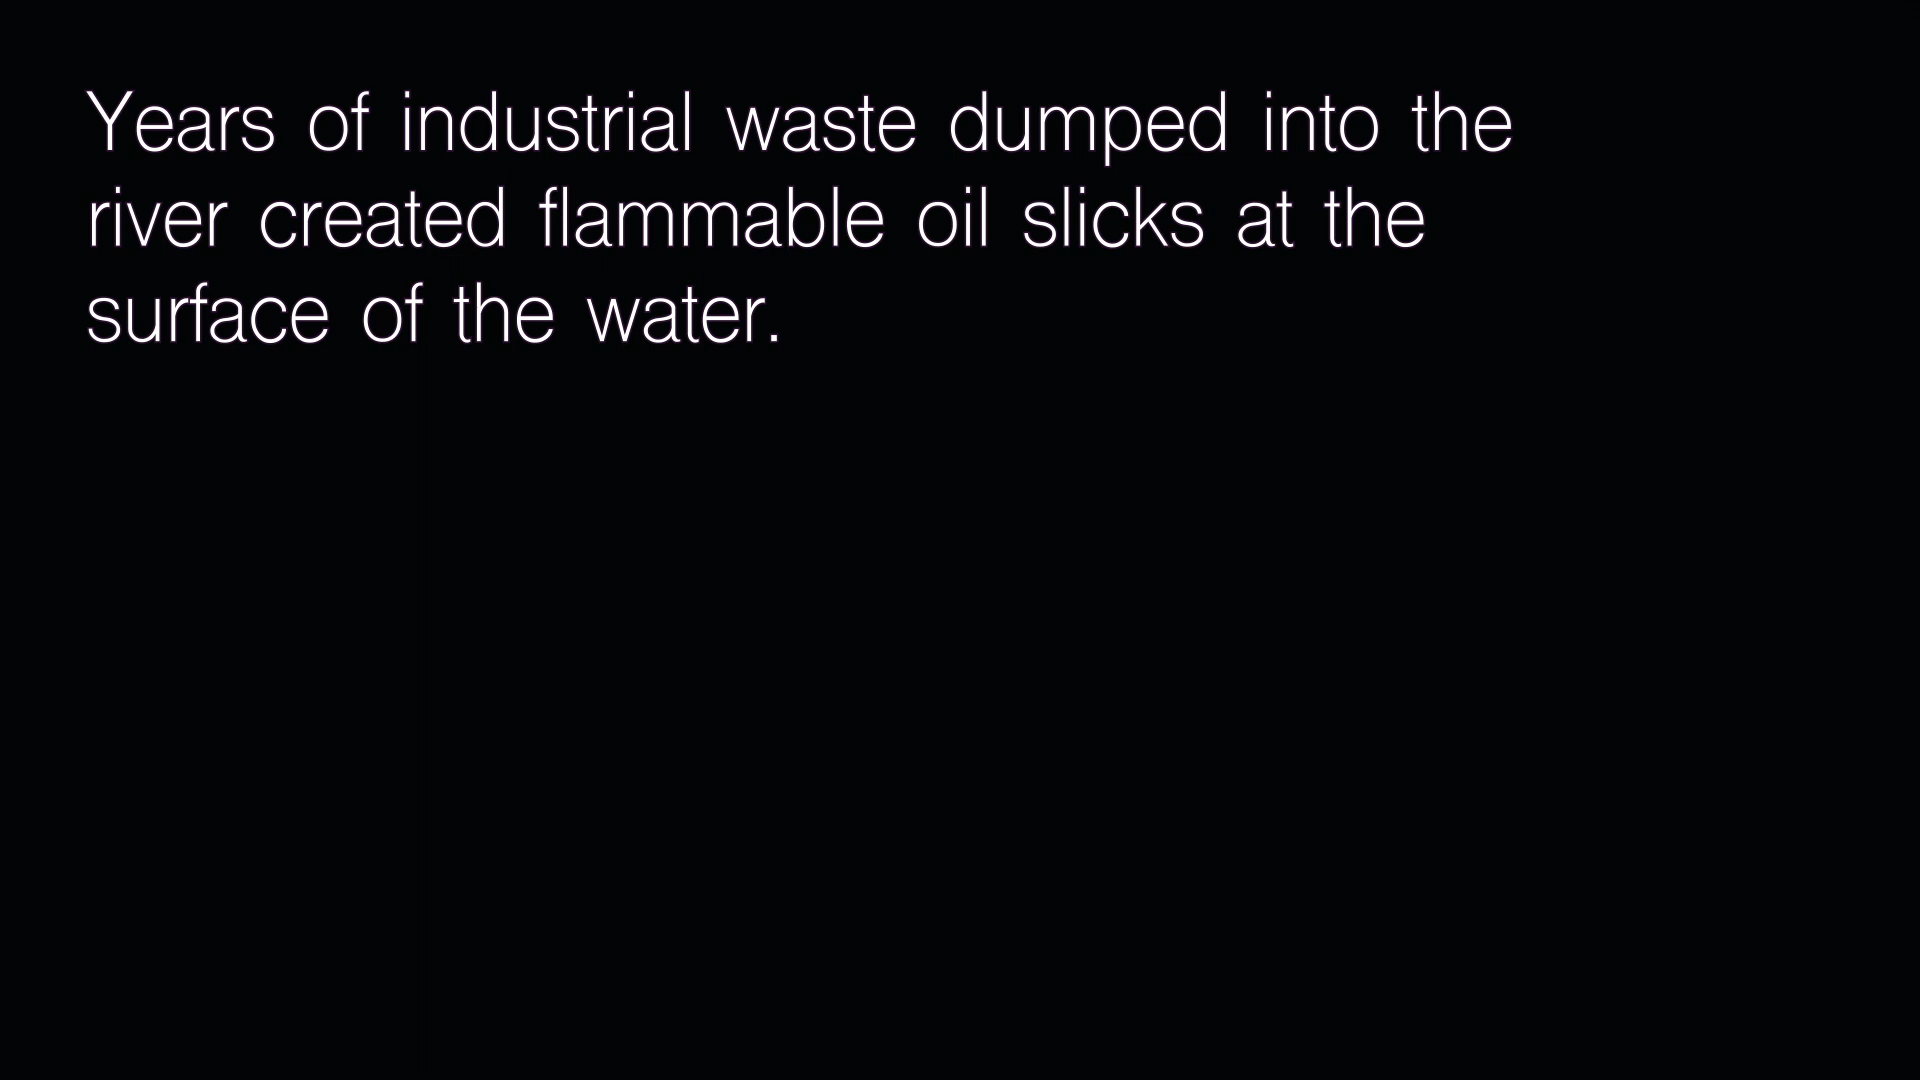 Years of industrial waste dumped into the
river created flammable oil slicks at the
surface of the water.